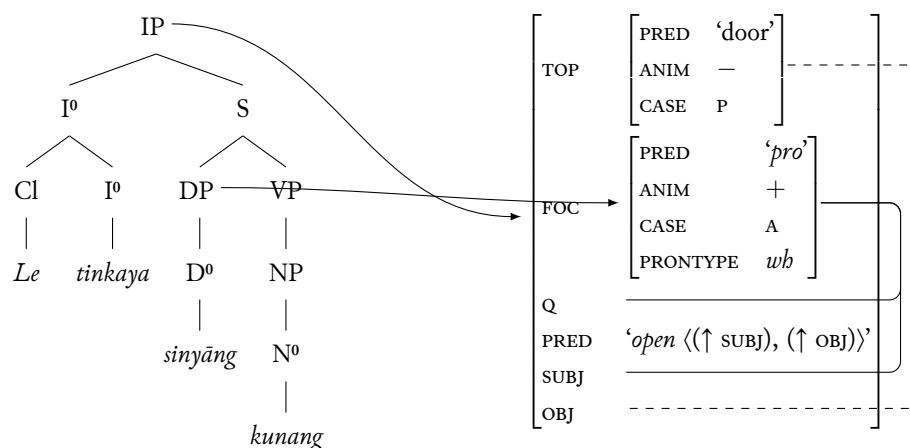 IP
I⁰ S
Cl I⁰ DP VP
Le tinkaya D⁰ NP
sinyāng N⁰
kunang
TOP
PRED ‘door’
ANIM −
CASE P
FOC
PRED ‘pro’
ANIM +
CASE A
PRONTYPE wh
Q
PRED ‘open ⟨(↑ SUBJ), (↑ OBJ)⟩’
SUBJ
OBJ